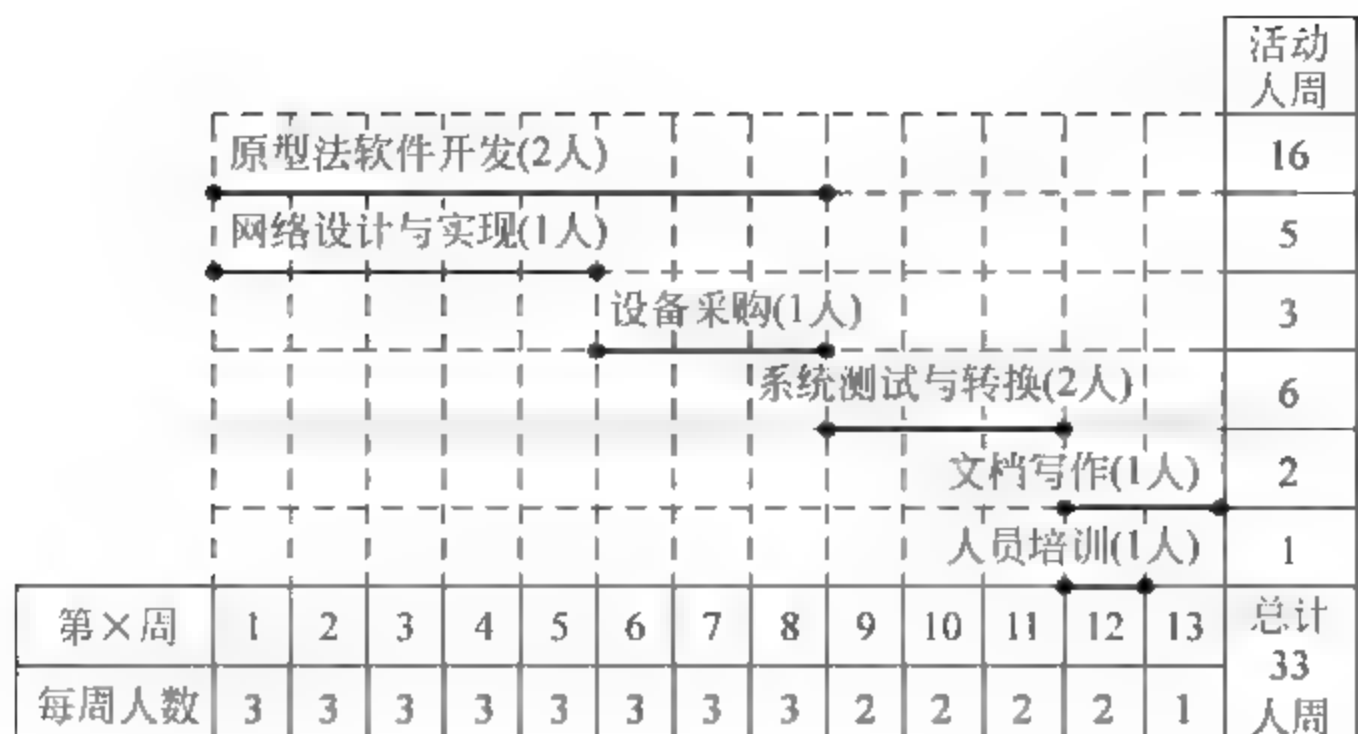 活动
人周
原型法软件开发(2人)
16
网络设计与实现(1人)
5
设备采购(1人)
3
系统测试与转换(2人)
6
文档写作(1人)
2
人员培训(1人)
1
第×周 1 2 3 4 5 6 7 8 9 10 11 12 13
每周人数 3 3 3 3 3 3 3 3 2 2 2 2 1
总计
33
人周